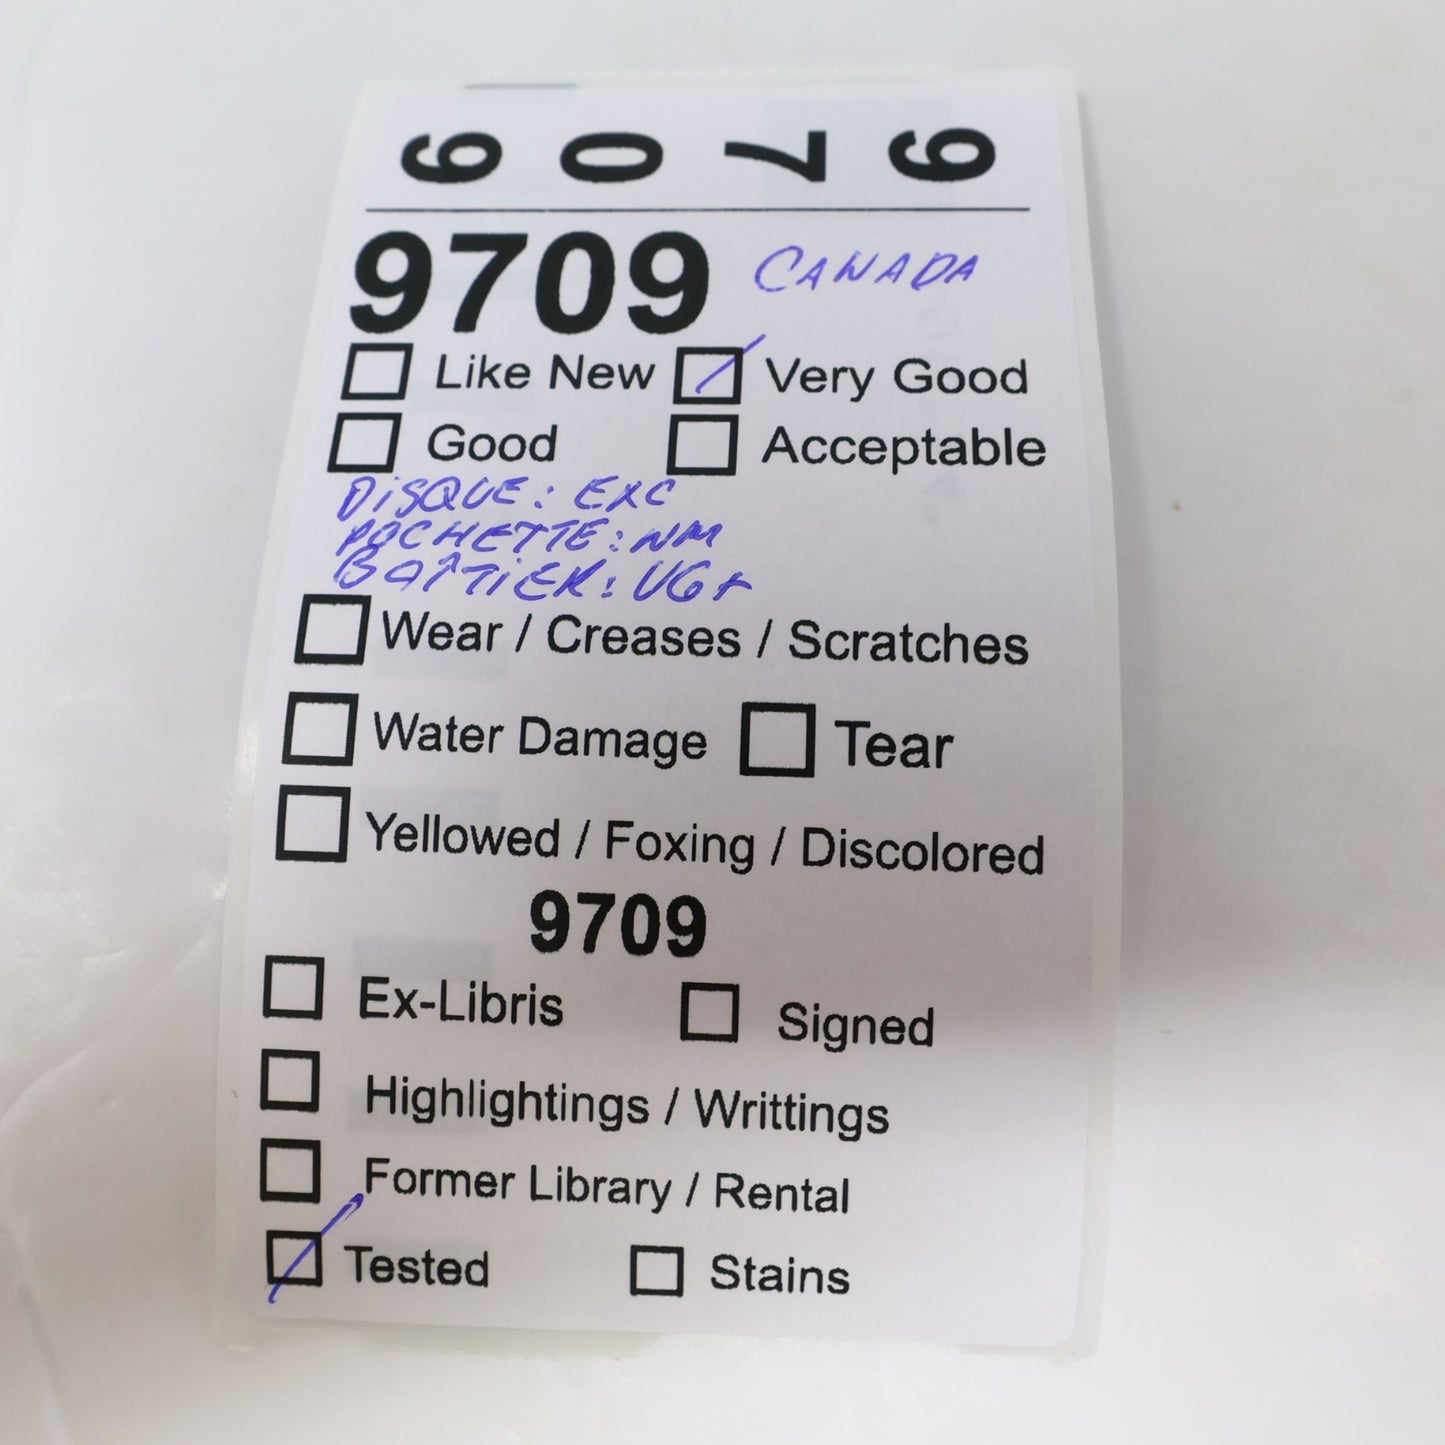 9709
9709 CANADA
Like New Very Good
Good Acceptable
DISQUE: EXC
POCHETTE: NM
BOÎTIER: VG+
Wear / Creases / Scratches
Water Damage Tear
Yellowed / Foxing / Discolored
9709
Ex-Libris Signed
Highlightings / Writtings
Former Library / Rental
Tested Stains